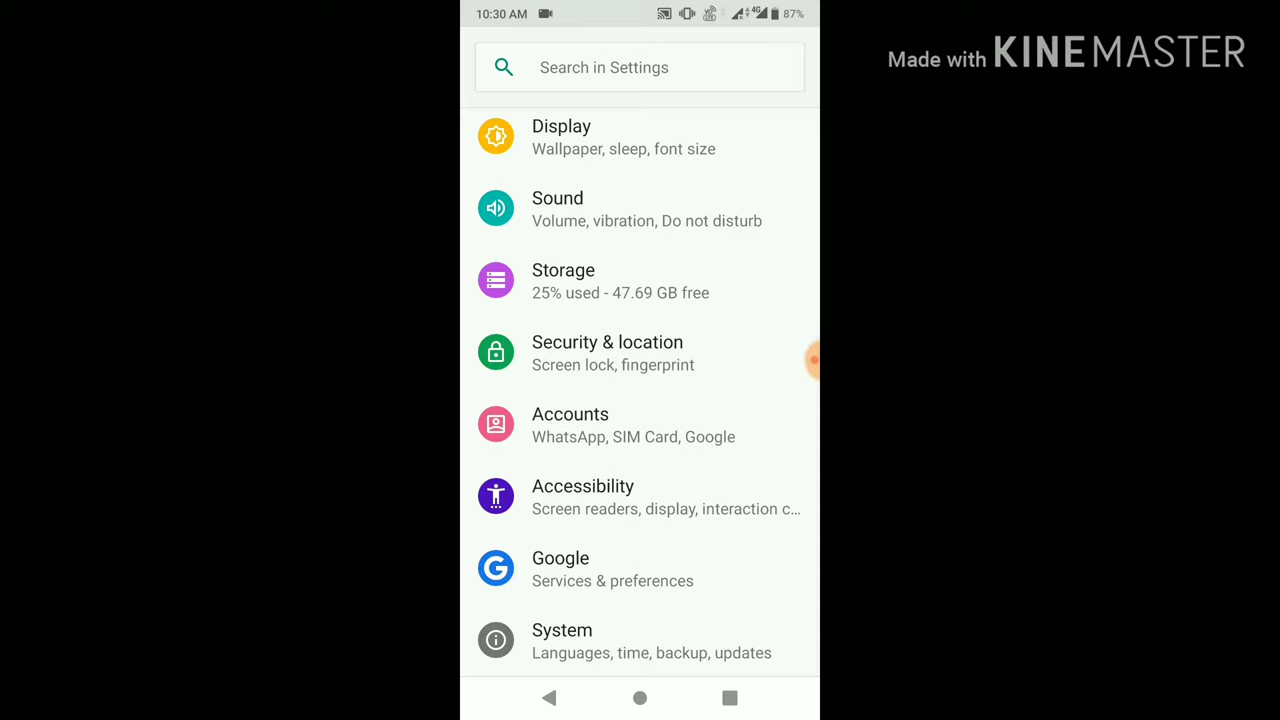 10:30 AM
4G 87%
Made with KINEMASTER
Search in Settings
Display
Wallpaper, sleep, font size
Sound
Volume, vibration, Do not disturb
Storage
25% used - 47.69 GB free
Security & location
Screen lock, fingerprint
Accounts
WhatsApp, SIM Card, Google
Accessibility
Screen readers, display, interaction c...
Google
Services & preferences
System
Languages, time, backup, updates